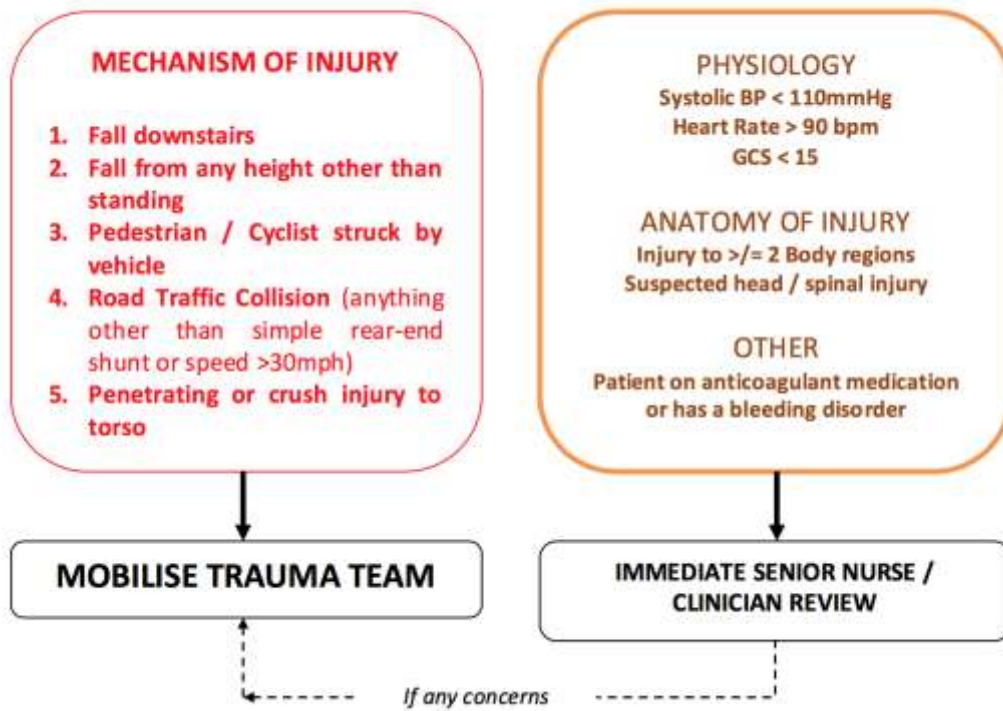 MECHANISM OF INJURY
1. Fall downstairs
2. Fall from any height other than
standing
3. Pedestrian / Cyclist struck by
vehicle
4. Road Traffic Collision (anything
other than simple rear-end
shunt or speed >30mph)
5. Penetrating or crush injury to
torso
MOBILISE TRAUMA TEAM
PHYSIOLOGY
Systolic BP < 110mmHg
Heart Rate > 90 bpm
GCS < 15
ANATOMY OF INJURY
Injury to >/= 2 Body regions
Suspected head / spinal injury
OTHER
Patient on anticoagulant medication
or has a bleeding disorder
IMMEDIATE SENIOR NURSE /
CLINICIAN REVIEW
If any concerns